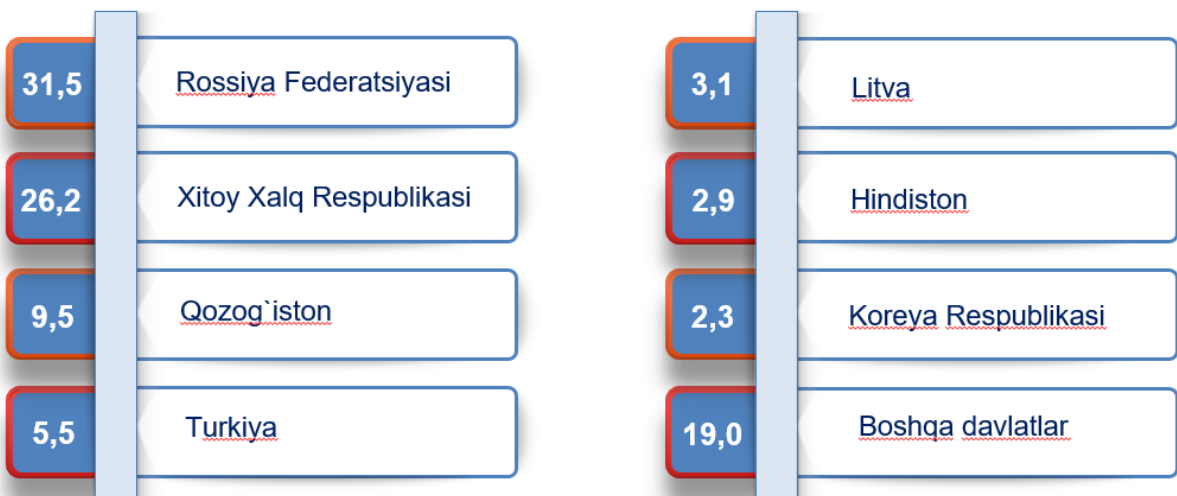 31,5 Rossiya Federatsiyasi
26,2 Xitoy Xalq Respublikasi
9,5 Qozog`iston
5,5 Turkiya
3,1 Litva
2,9 Hindiston
2,3 Koreya Respublikasi
19,0 Boshqa davlatlar